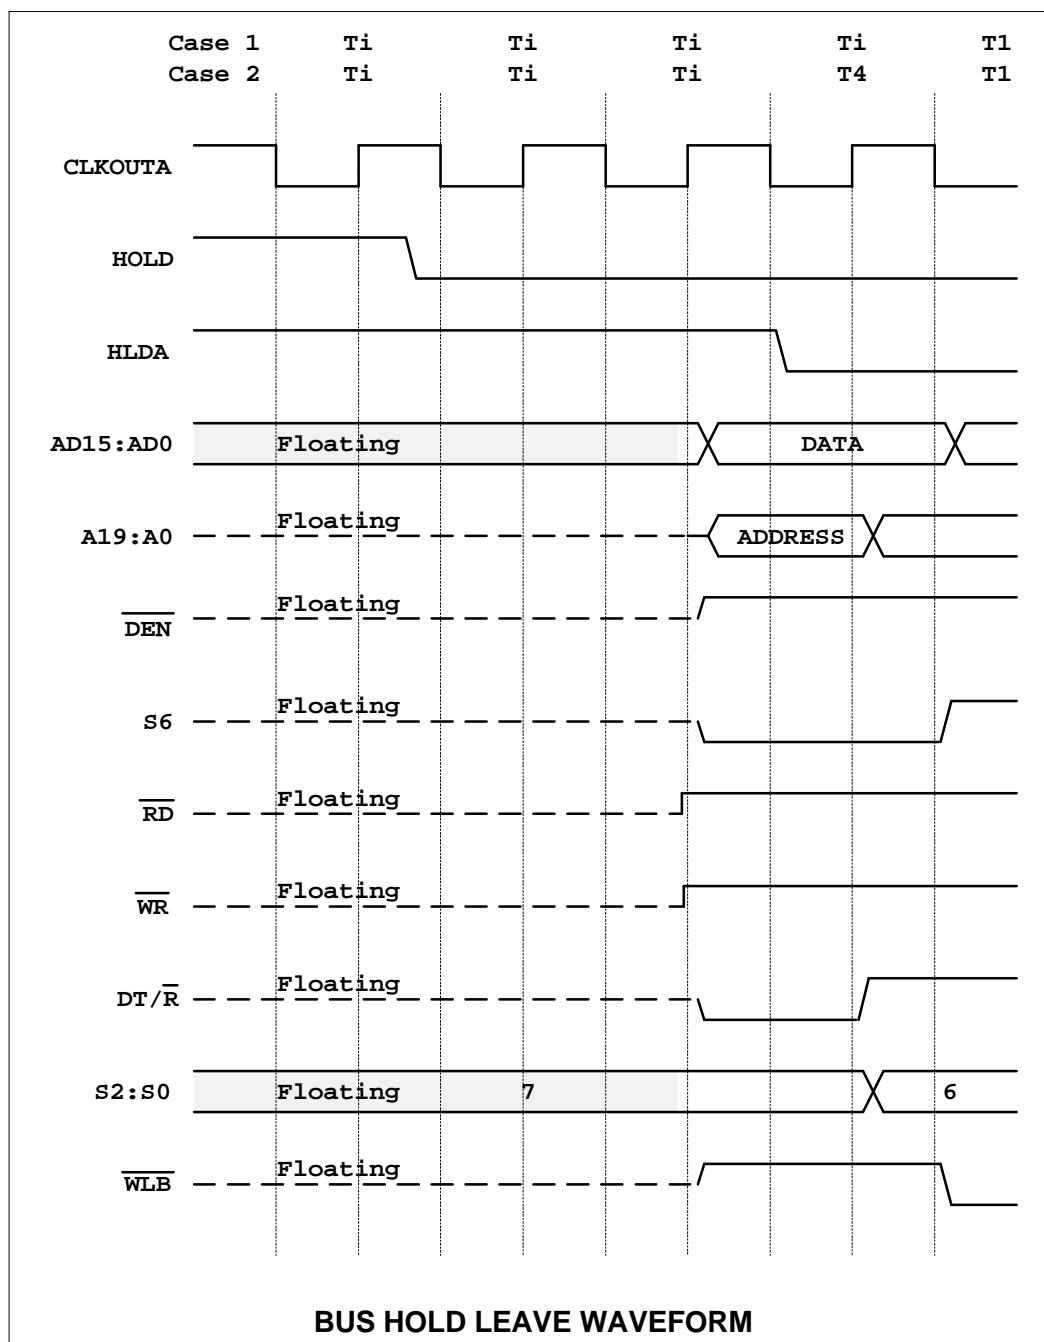 Case 1 Ti Ti Ti Ti T1
Case 2 Ti Ti Ti T4 T1
CLKOUTA
HOLD
HLDA
AD15:AD0 Floating DATA
A19:A0 Floating ADDRESS
DEN Floating
S6 Floating
RD Floating
WR Floating
DT/R Floating
S2:S0 Floating 7 6
WLB Floating
BUS HOLD LEAVE WAVEFORM